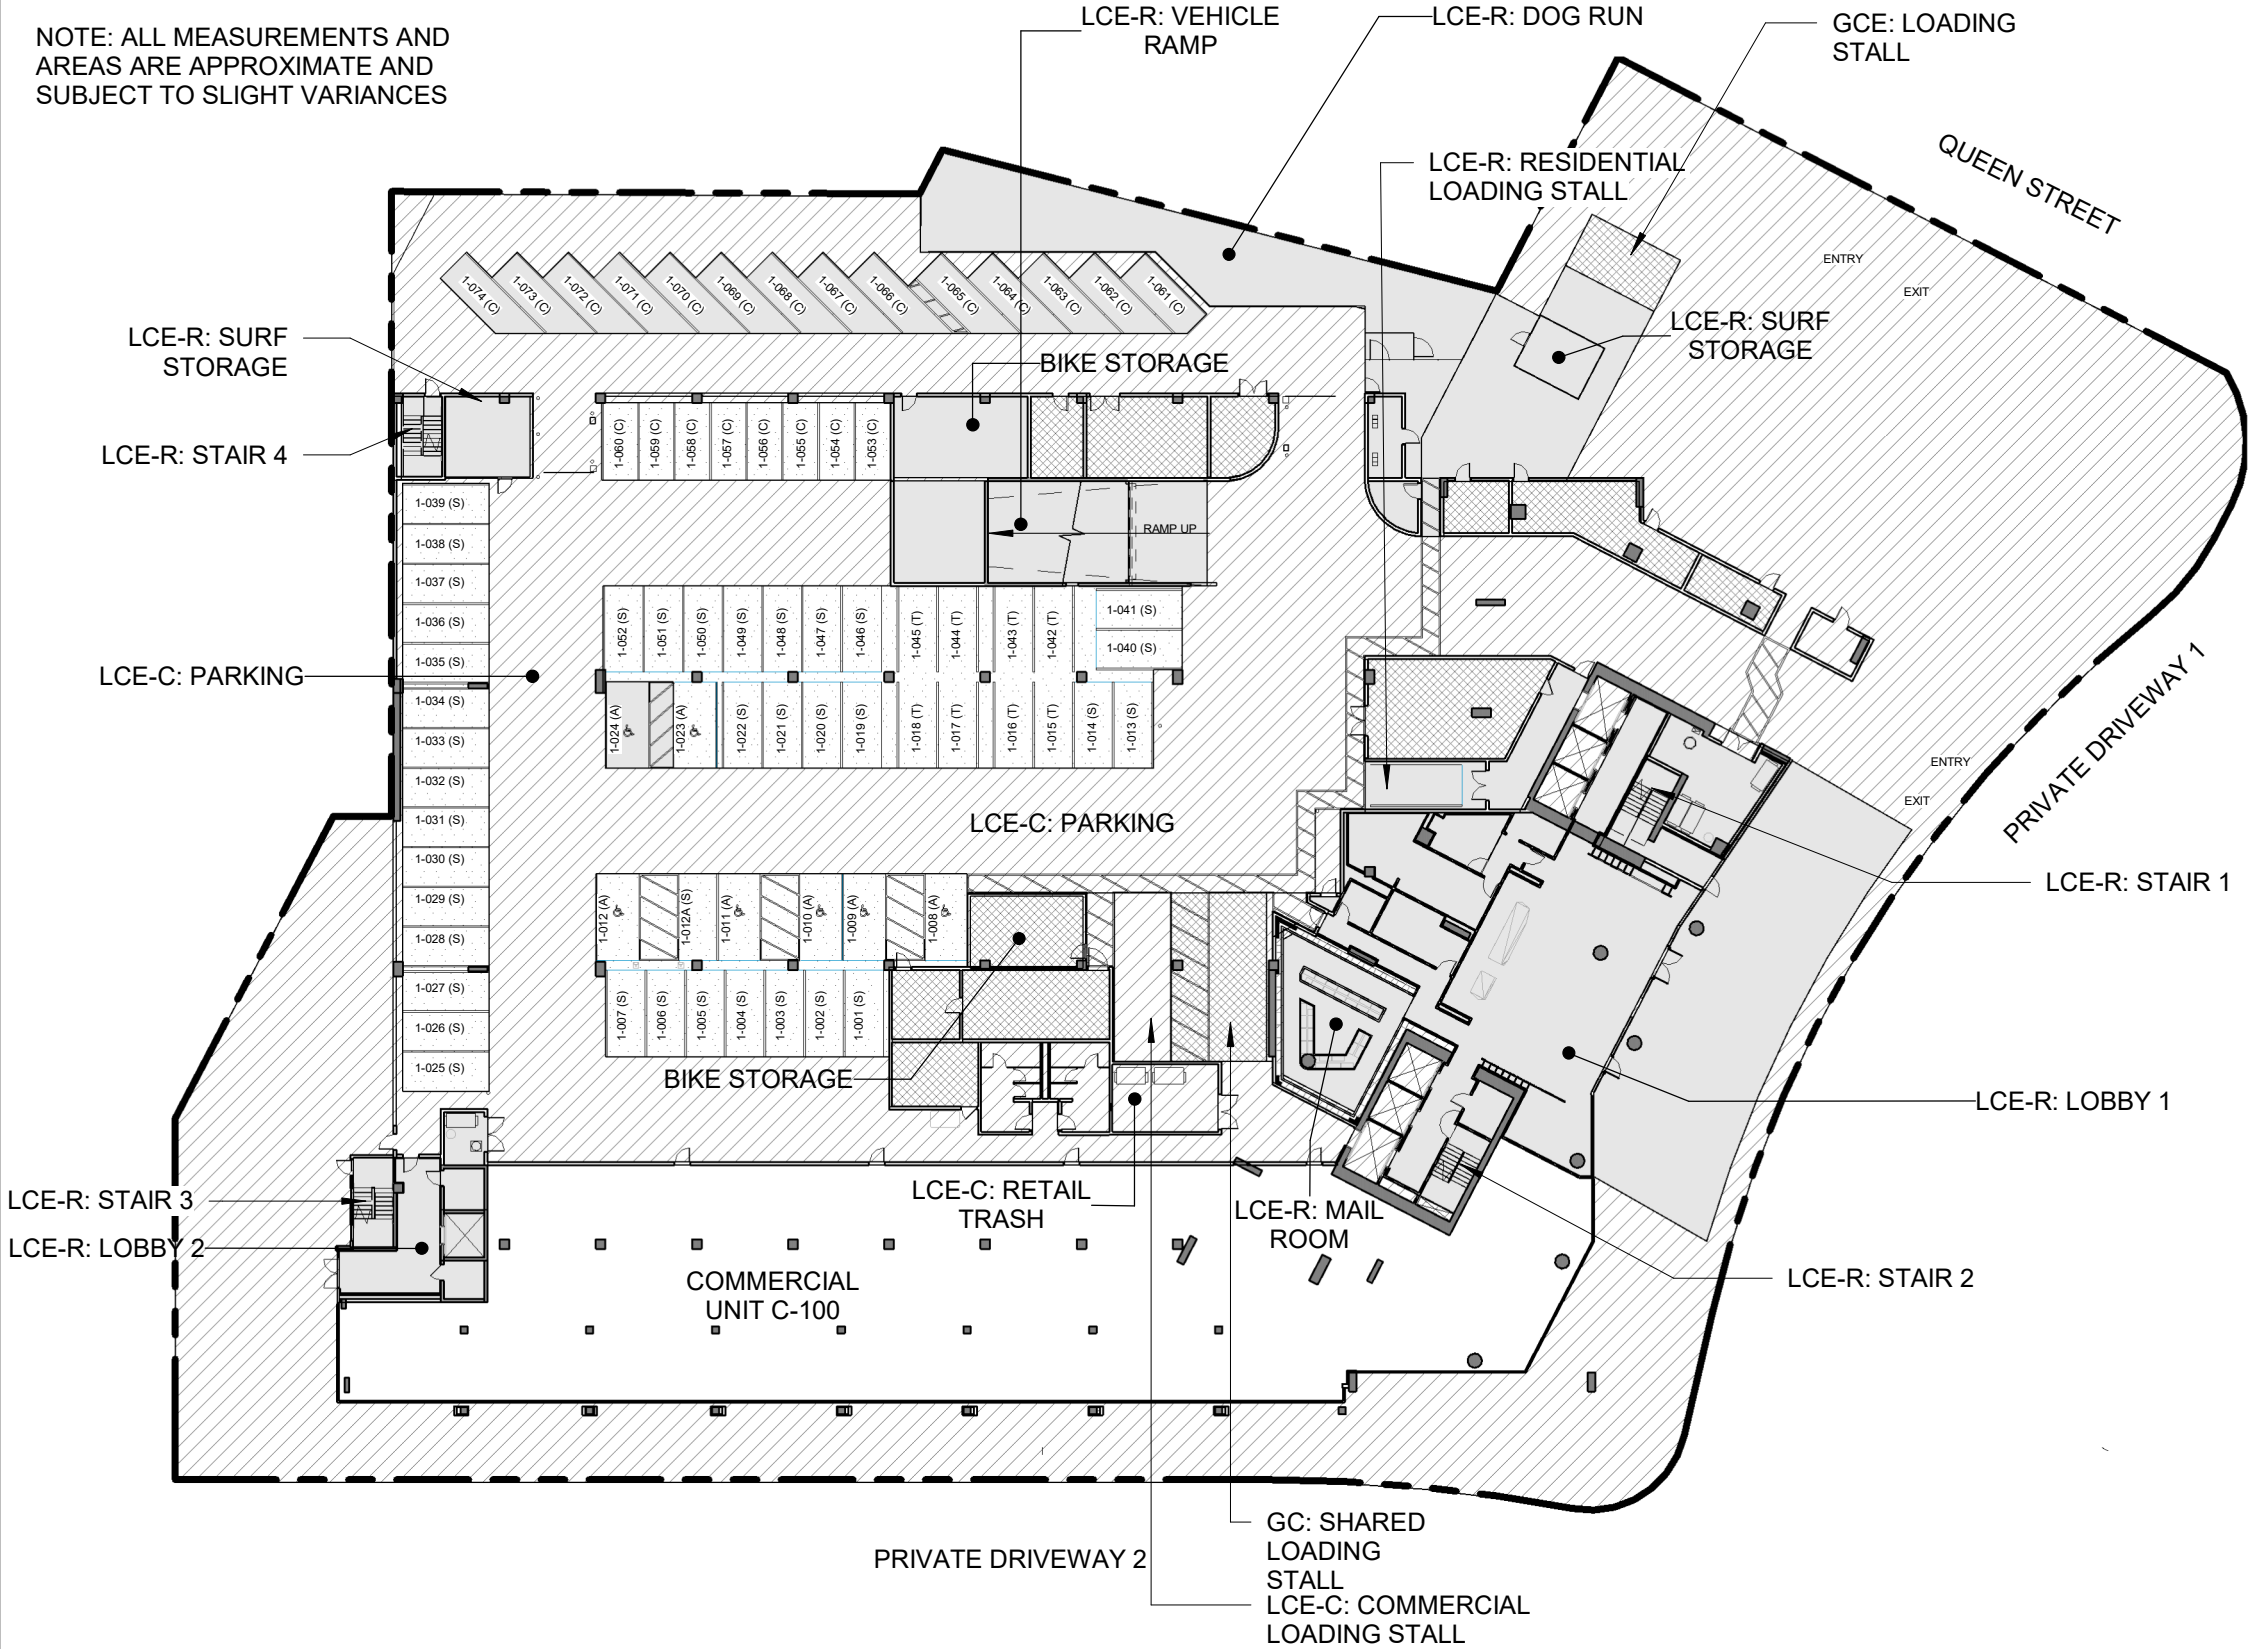 NOTE: ALL MEASUREMENTS AND
AREAS ARE APPROXIMATE AND
SUBJECT TO SLIGHT VARIANCES
LCE-R: VEHICLE
RAMP
LCE-R: DOG RUN
GCE: LOADING
STALL
QUEEN STREET
LCE-R: RESIDENTIAL
LOADING STALL
ENTRY
EXIT
1-074 (C)
1-073 (C)
1-072 (C)
1-071 (C)
1-070 (C)
1-069 (C)
1-068 (C)
1-067 (C)
1-066 (C)
1-065 (C)
1-064 (C)
1-063 (C)
1-062 (C)
1-061 (C)
LCE-R: SURF
STORAGE
LCE-R: SURF
STORAGE
BIKE STORAGE
LCE-R: STAIR 4
1-060 (C)
1-059 (C)
1-058 (C)
1-057 (C)
1-056 (C)
1-055 (C)
1-054 (C)
1-053 (C)
RAMP UP
1-039 (S)
1-038 (S)
1-037 (S)
1-036 (S)
1-035 (S)
1-034 (S)
1-033 (S)
1-032 (S)
1-031 (S)
1-030 (S)
1-029 (S)
1-028 (S)
1-027 (S)
1-026 (S)
1-025 (S)
1-052 (S)
1-051 (S)
1-050 (S)
1-049 (S)
1-048 (S)
1-047 (S)
1-046 (S)
1-045 (T)
1-044 (T)
1-043 (T)
1-042 (T)
1-041 (S)
1-040 (S)
LCE-C: PARKING
1-024 (A)
1-023 (A)
1-022 (S)
1-021 (S)
1-020 (S)
1-019 (S)
1-018 (T)
1-017 (T)
1-016 (T)
1-015 (T)
1-014 (S)
1-013 (S)
PRIVATE DRIVEWAY 1
ENTRY
EXIT
LCE-C: PARKING
LCE-R: STAIR 1
1-012 (A)
1-012A (S)
1-011 (A)
1-010 (A)
1-009 (A)
1-008 (A)
1-007 (S)
1-006 (S)
1-005 (S)
1-004 (S)
1-003 (S)
1-002 (S)
1-001 (S)
BIKE STORAGE
LCE-R: LOBBY 1
LCE-R: STAIR 3
LCE-C: RETAIL
TRASH
LCE-R: MAIL
ROOM
LCE-R: LOBBY 2
COMMERCIAL
UNIT C-100
LCE-R: STAIR 2
PRIVATE DRIVEWAY 2
GC: SHARED
LOADING
STALL
LCE-C: COMMERCIAL
LOADING STALL